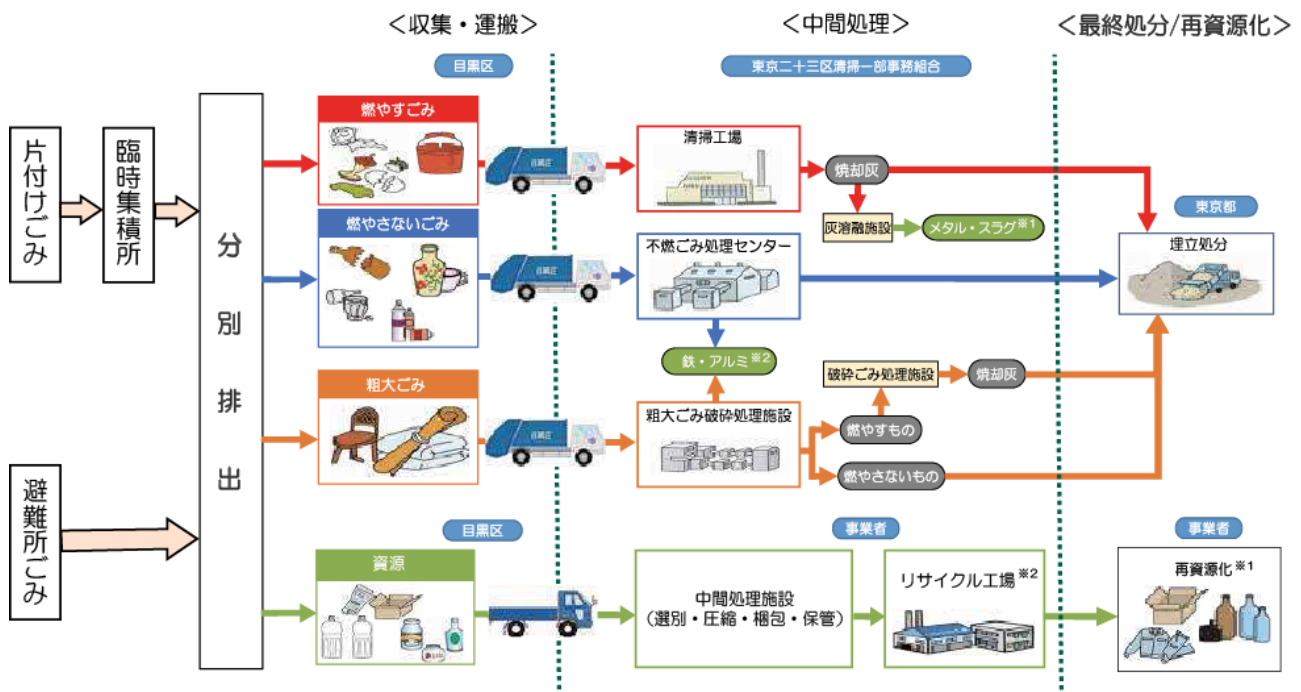 ＜収集・運搬＞
＜中間処理＞
＜最終処分/再資源化＞
目黒区
東京二十三区清掃一部事務組合
片付けごみ
臨時集積所
避難所ごみ
分別排出
燃やすごみ
清掃工場
焼却灰
灰溶融施設
メタル・スラグ※1
東京都
埋立処分
燃やさないごみ
不燃ごみ処理センター
鉄・アルミ※2
粗大ごみ
粗大ごみ破砕処理施設
破砕ごみ処理施設
焼却灰
燃やすもの
燃やさないもの
目黒区
事業者
事業者
資源
中間処理施設
（選別・圧縮・梱包・保管）
リサイクル工場※2
再資源化※1